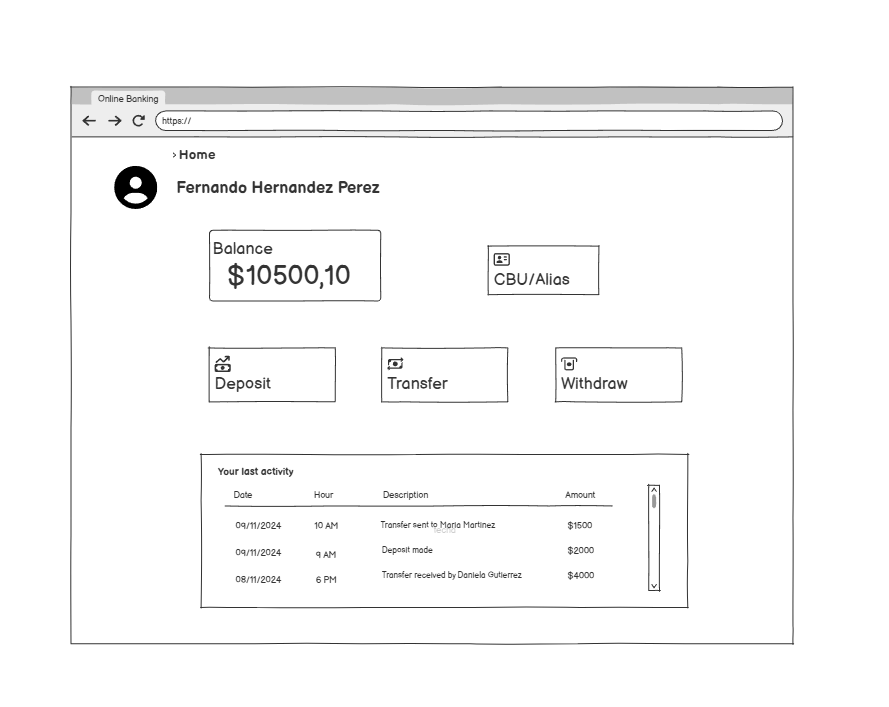 Online Banking
https://
› Home
Fernando Hernandez Perez
Balance
$10500,10
CBU/Alias
Deposit
Transfer
Withdraw
Your last activity
Date Hour Description Amount
09/11/2024 10 AM Transfer sent to Maria Martinez $1500
09/11/2024 9 AM Deposit made $2000
08/11/2024 6 PM Transfer received by Daniela Gutierrez $4000